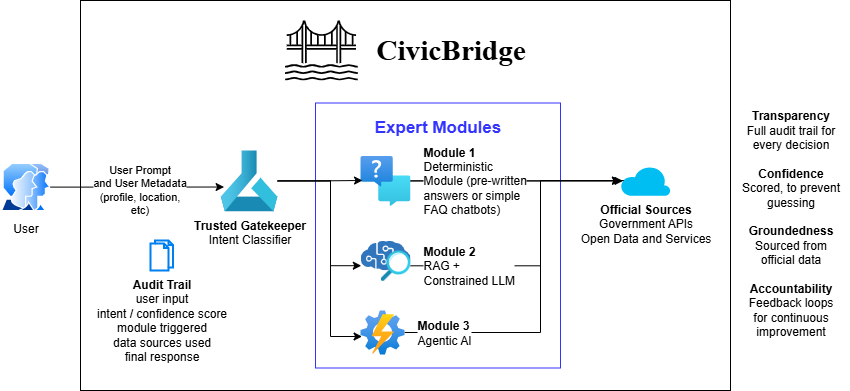 CivicBridge
Expert Modules
User
User Prompt
and User Metadata
(profile, location,
etc)
Trusted Gatekeeper
Intent Classifier
Audit Trail
user input
intent / confidence score
module triggered
data sources used
final response
Module 1
Deterministic
Module (pre-written
answers or simple
FAQ chatbots)
Module 2
RAG +
Constrained LLM
Module 3
Agentic AI
Official Sources
Government APIs
Open Data and Services
Transparency
Full audit trail for
every decision
Confidence
Scored, to prevent
guessing
Groundedness
Sourced from
official data
Accountability
Feedback loops
for continuous
improvement